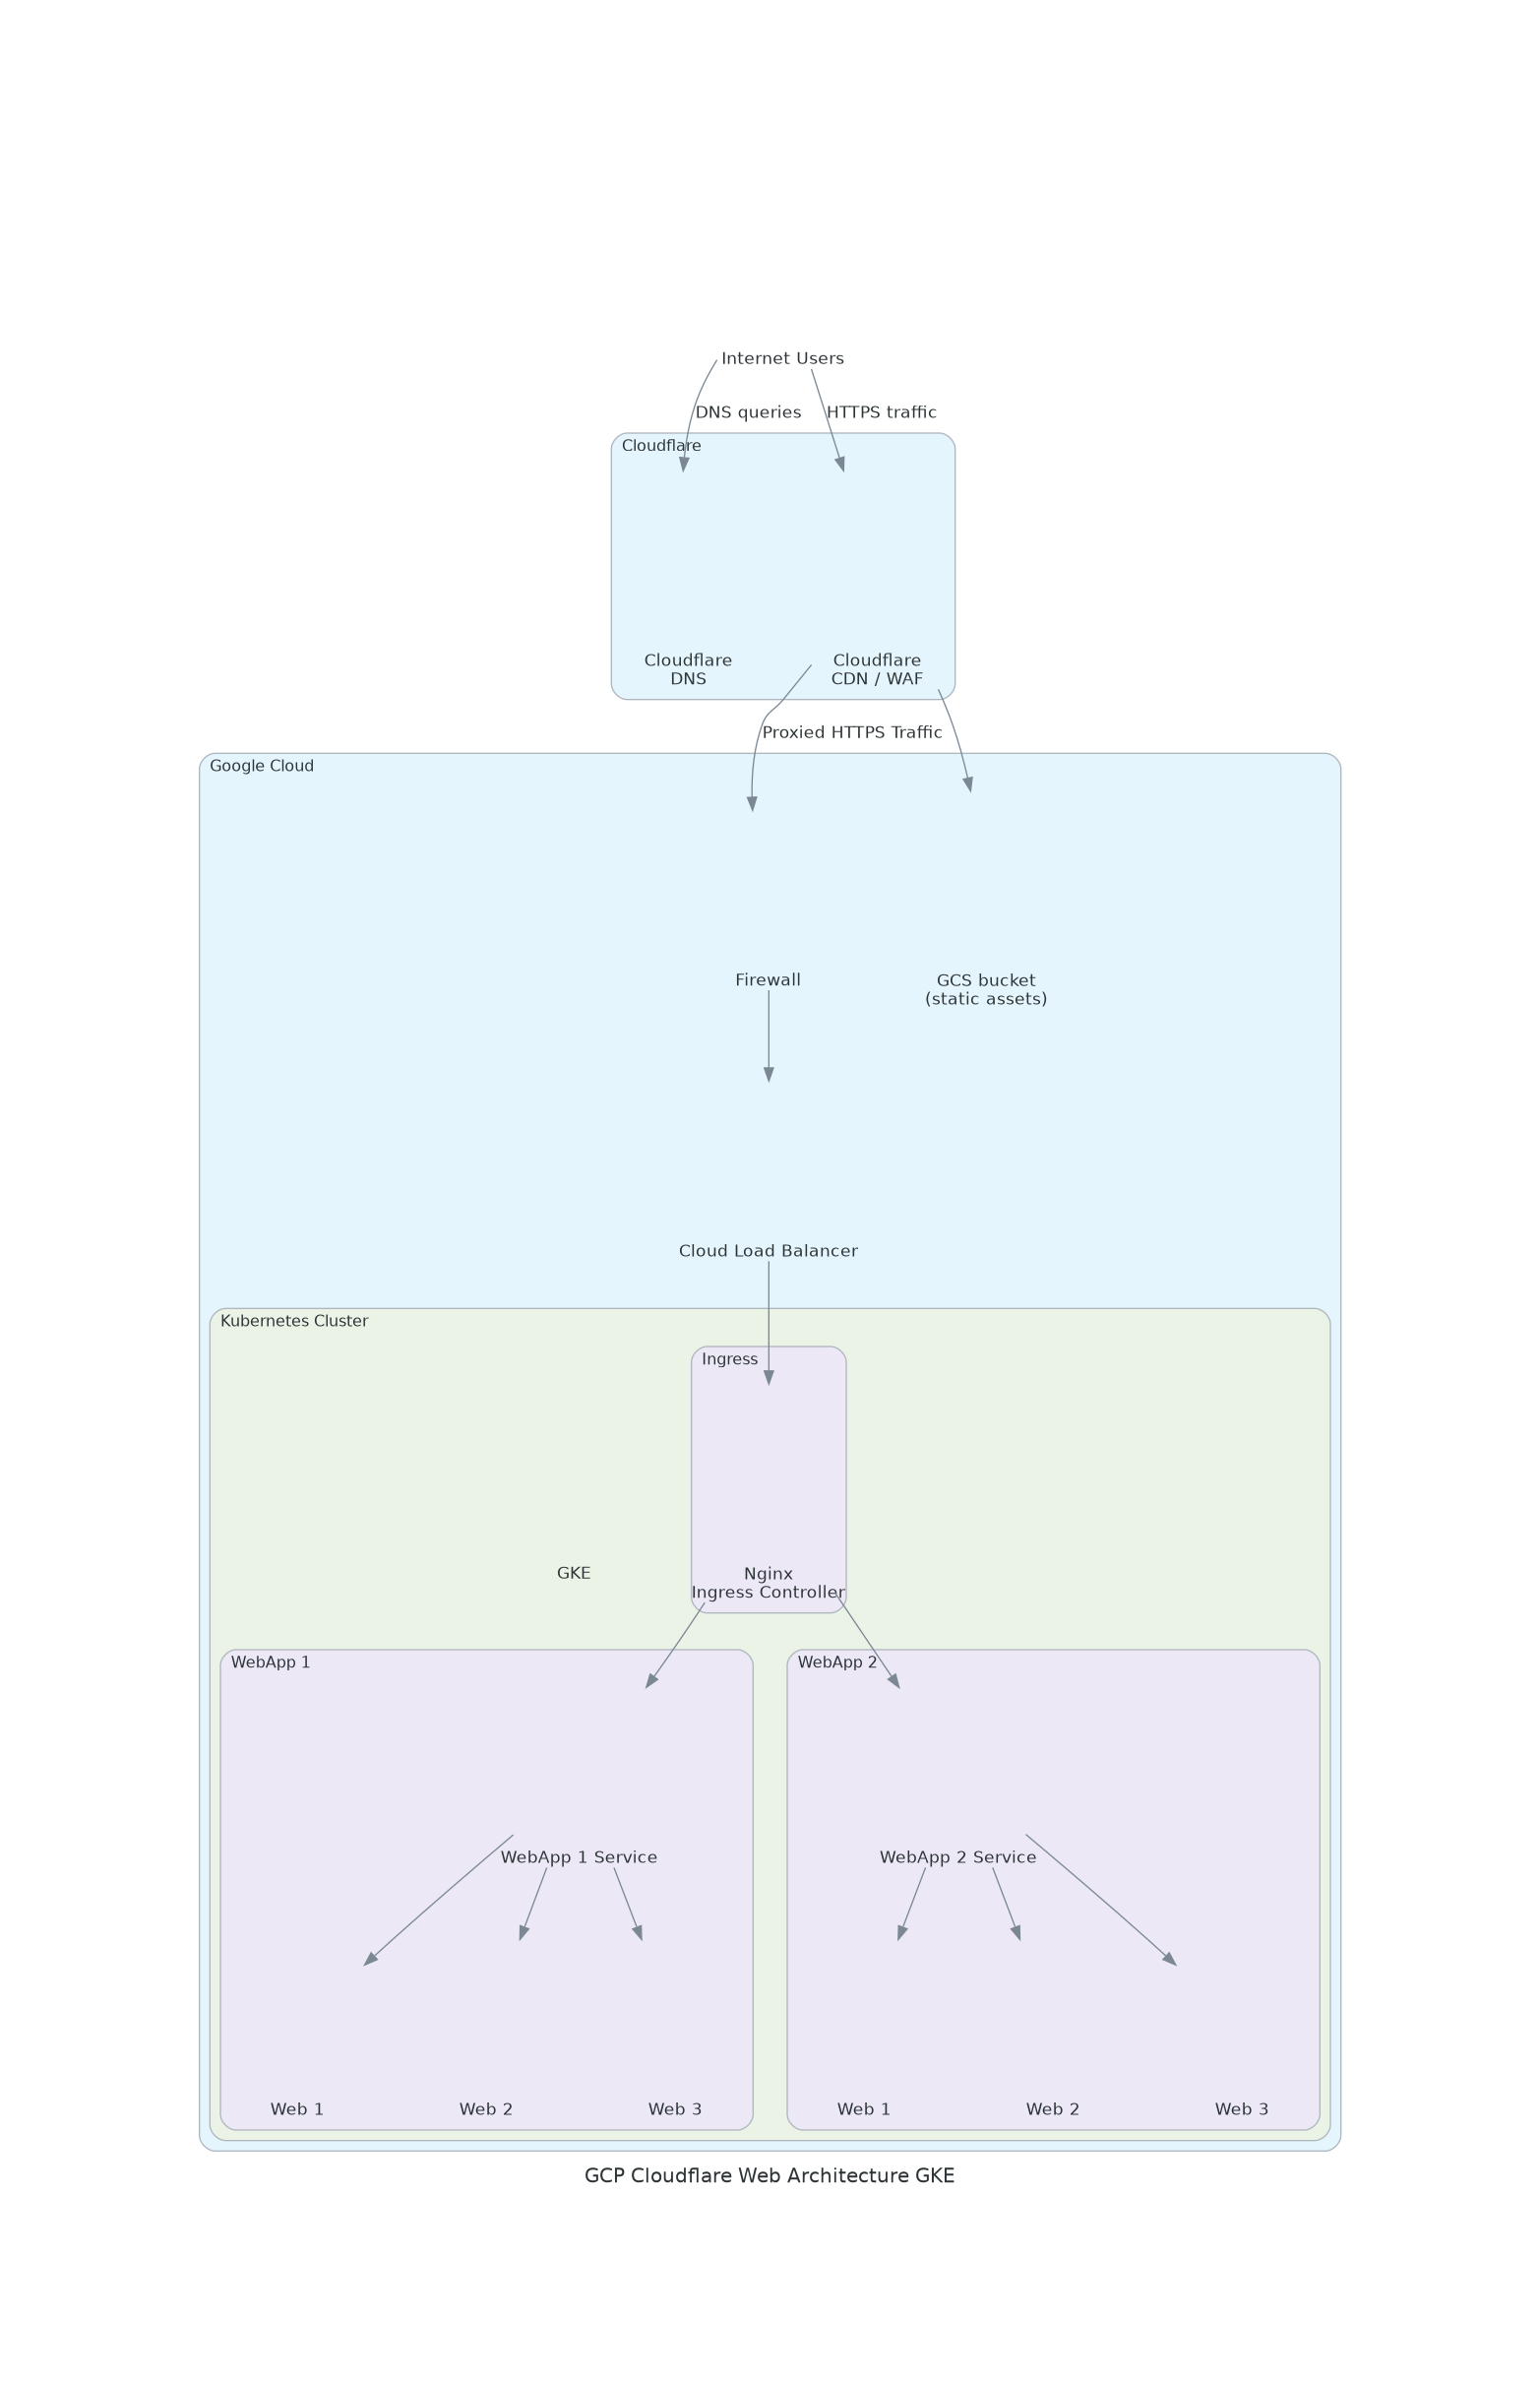 Internet Users
DNS queries
HTTPS traffic
Cloudflare
Cloudflare
DNS
Cloudflare
CDN / WAF
Proxied HTTPS Traffic
Google Cloud
Firewall
GCS bucket
(static assets)
Cloud Load Balancer
Kubernetes Cluster
Ingress
GKE
Nginx
Ingress Controller
WebApp 1
WebApp 2
WebApp 1 Service
WebApp 2 Service
Web 1
Web 2
Web 3
Web 1
Web 2
Web 3
GCP Cloudflare Web Architecture GKE